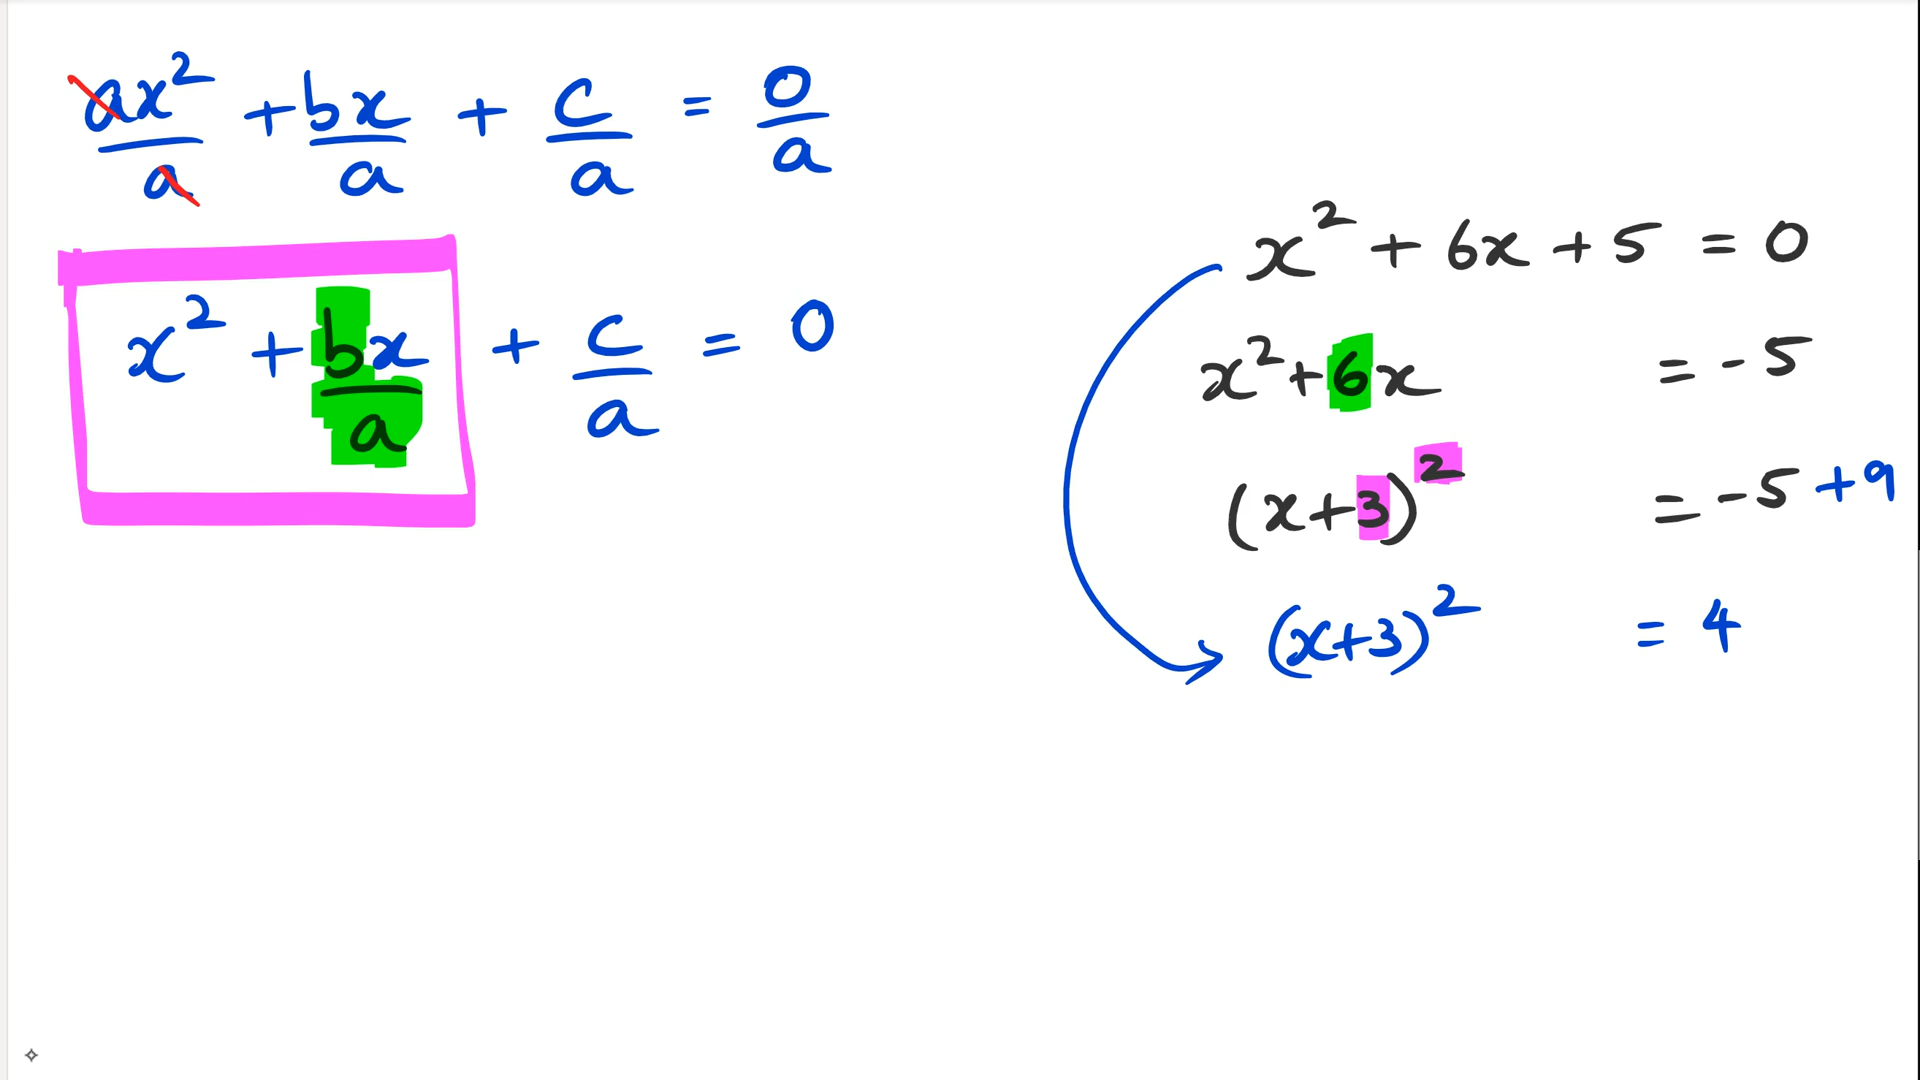 ax²/a + bx/a + c/a = 0/a
x² + b/a x + c/a = 0
x² + 6x + 5 = 0
x² + 6x = -5
(x+3)² = -5 +9
(x+3)² = 4